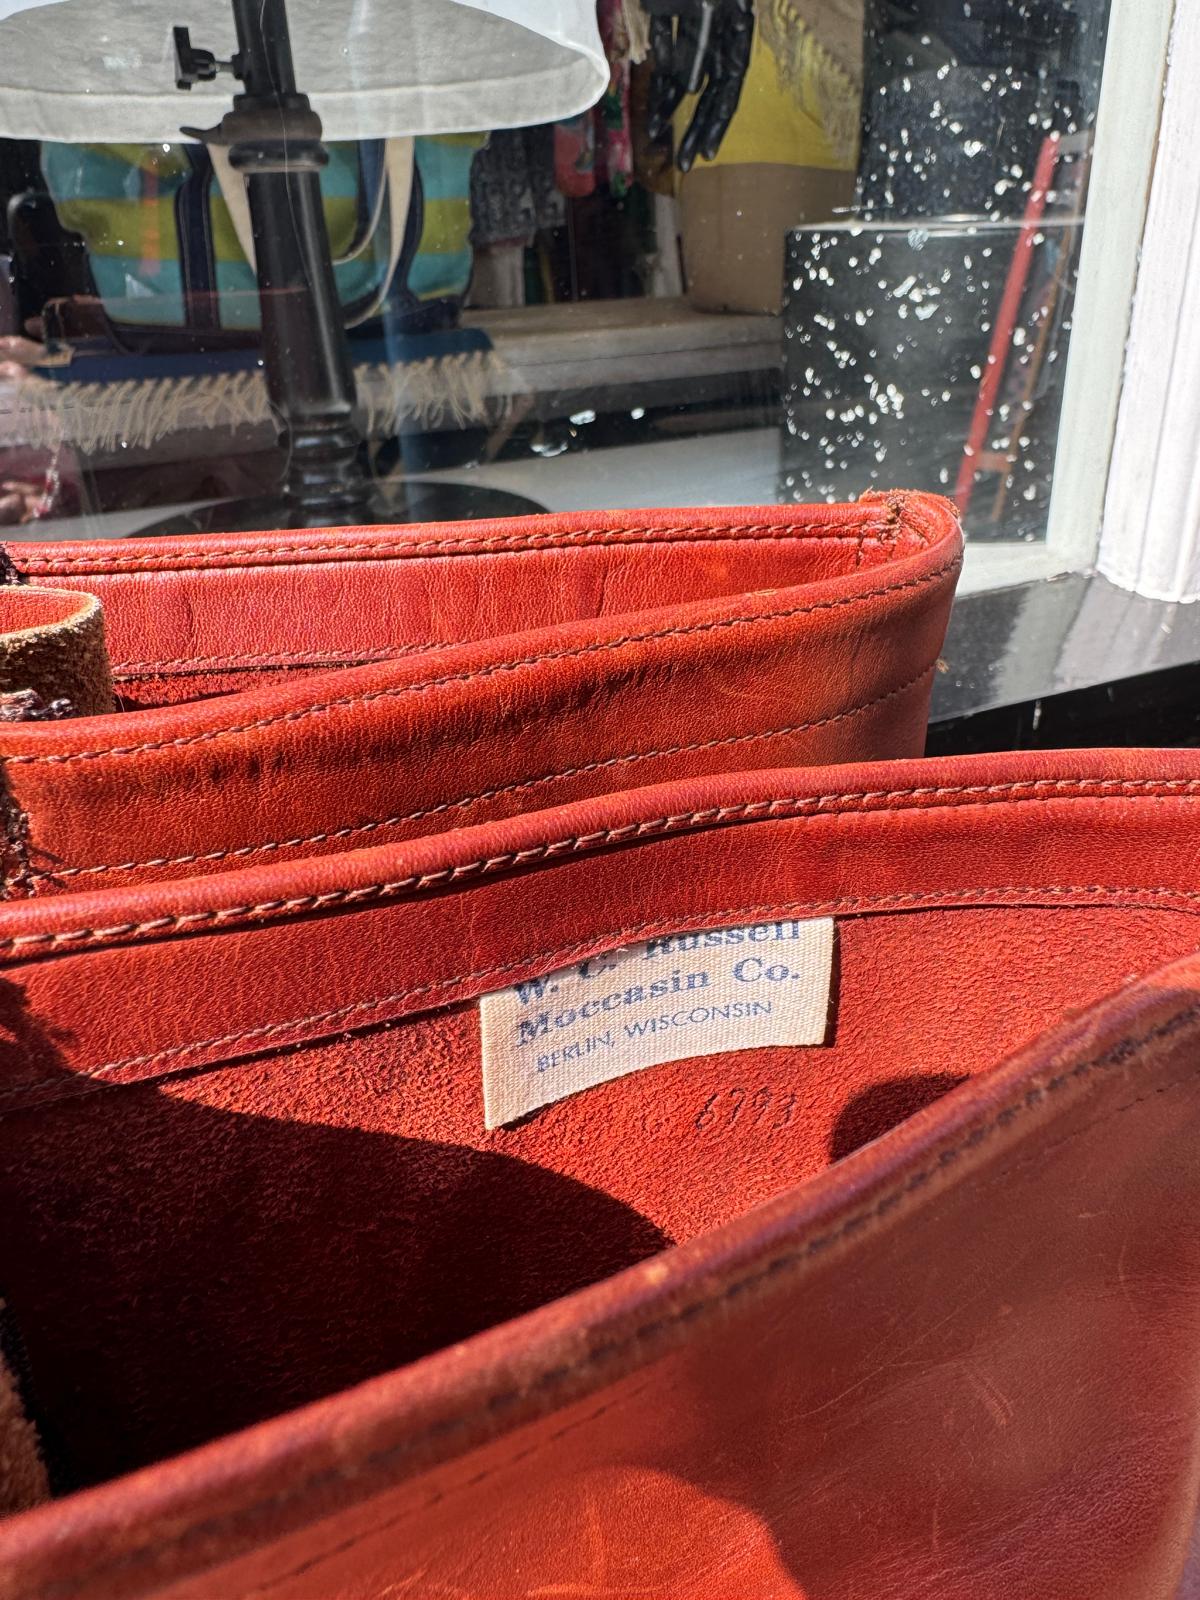 W. C. Russell
Moccasin Co.
BERLIN, WISCONSIN
6793